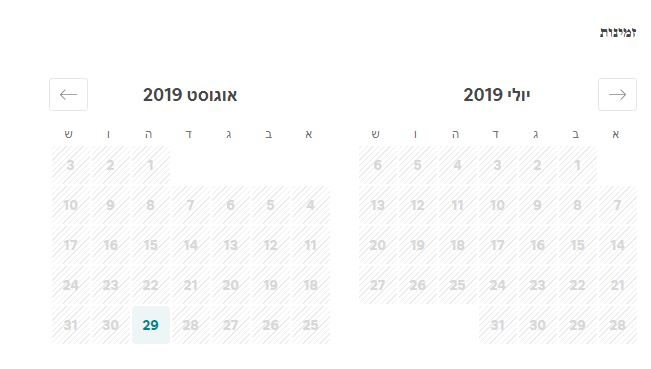 זמינות
יולי 2019
א ב ג ד ה ו ש
1 2 3 4 5 6
7 8 9 10 11 12 13
14 15 16 17 18 19 20
21 22 23 24 25 26 27
28 29 30 31
אוגוסט 2019
א ב ג ד ה ו ש
1 2 3
4 5 6 7 8 9 10
11 12 13 14 15 16 17
18 19 20 21 22 23 24
25 26 27 28 29 30 31